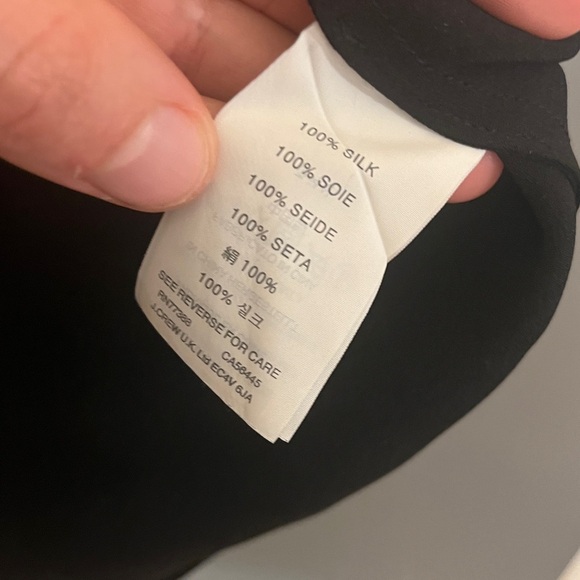 100% SILK
100% SOIE
100% SEIDE
100% SETA
絹 100%
100% 실크
SEE REVERSE FOR CARE
RN77388 CA56445
J.CREW U.K. Ltd EC4V 6JA